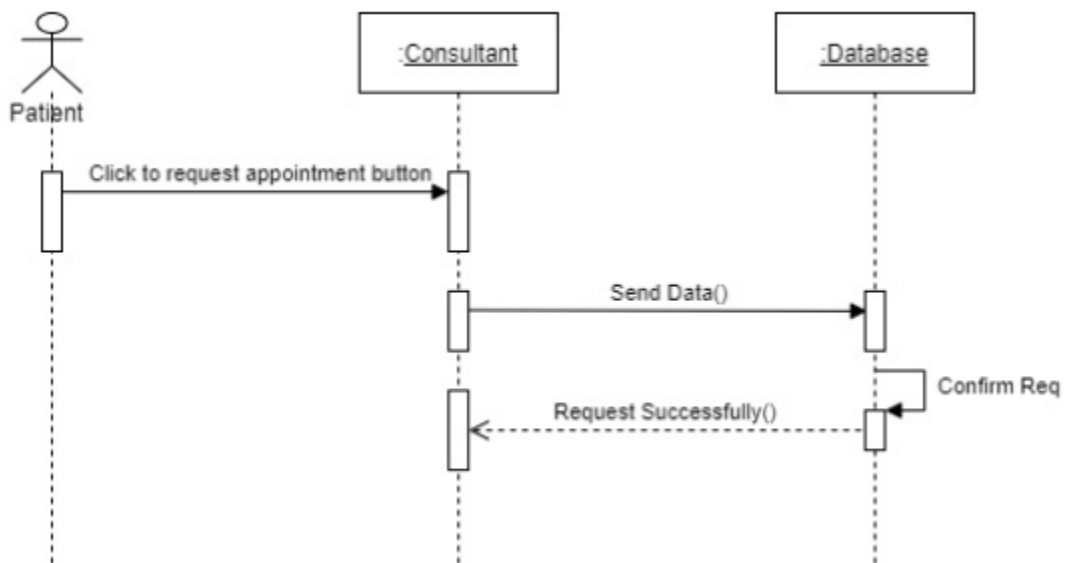 :Consultant
:Database
Patient
Click to request appointment button
Send Data()
Confirm Req
Request Successfully()